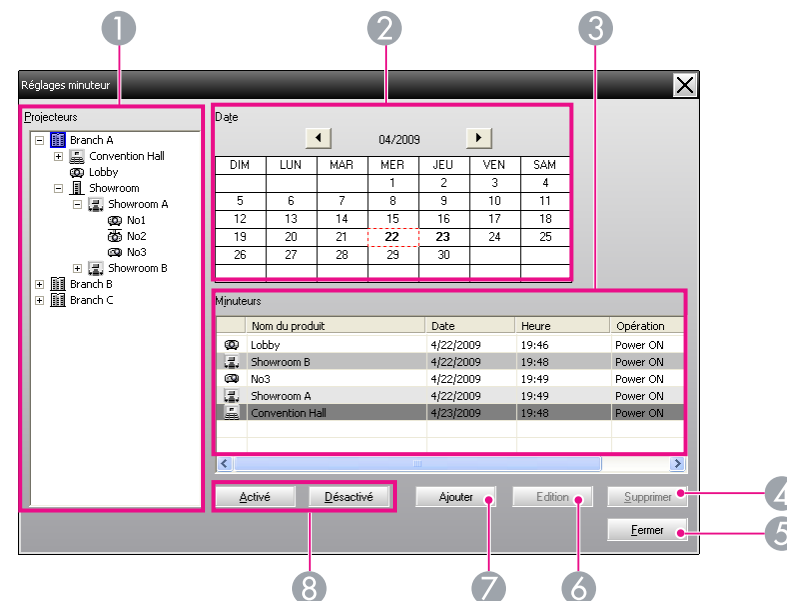 1 2 3
Réglages minuteur
Projecteurs
Branch A
Convention Hall
Lobby
Showroom
Showroom A
No1
No2
No3
Showroom B
Branch B
Branch C
Date
04/2009
DIM LUN MAR MER JEU VEN SAM
1 2 3 4
5 6 7 8 9 10 11
12 13 14 15 16 17 18
19 20 21 22 23 24 25
26 27 28 29 30
Minuteurs
Nom du produit Date Heure Opération
Lobby 4/22/2009 19:46 Power ON
Showroom B 4/22/2009 19:48 Power ON
No3 4/22/2009 19:49 Power ON
Showroom A 4/22/2009 19:49 Power ON
Convention Hall 4/23/2009 19:48 Power ON
Activé Désactivé Ajouter Edition Supprimer 4
Fermer 5
8 7 6